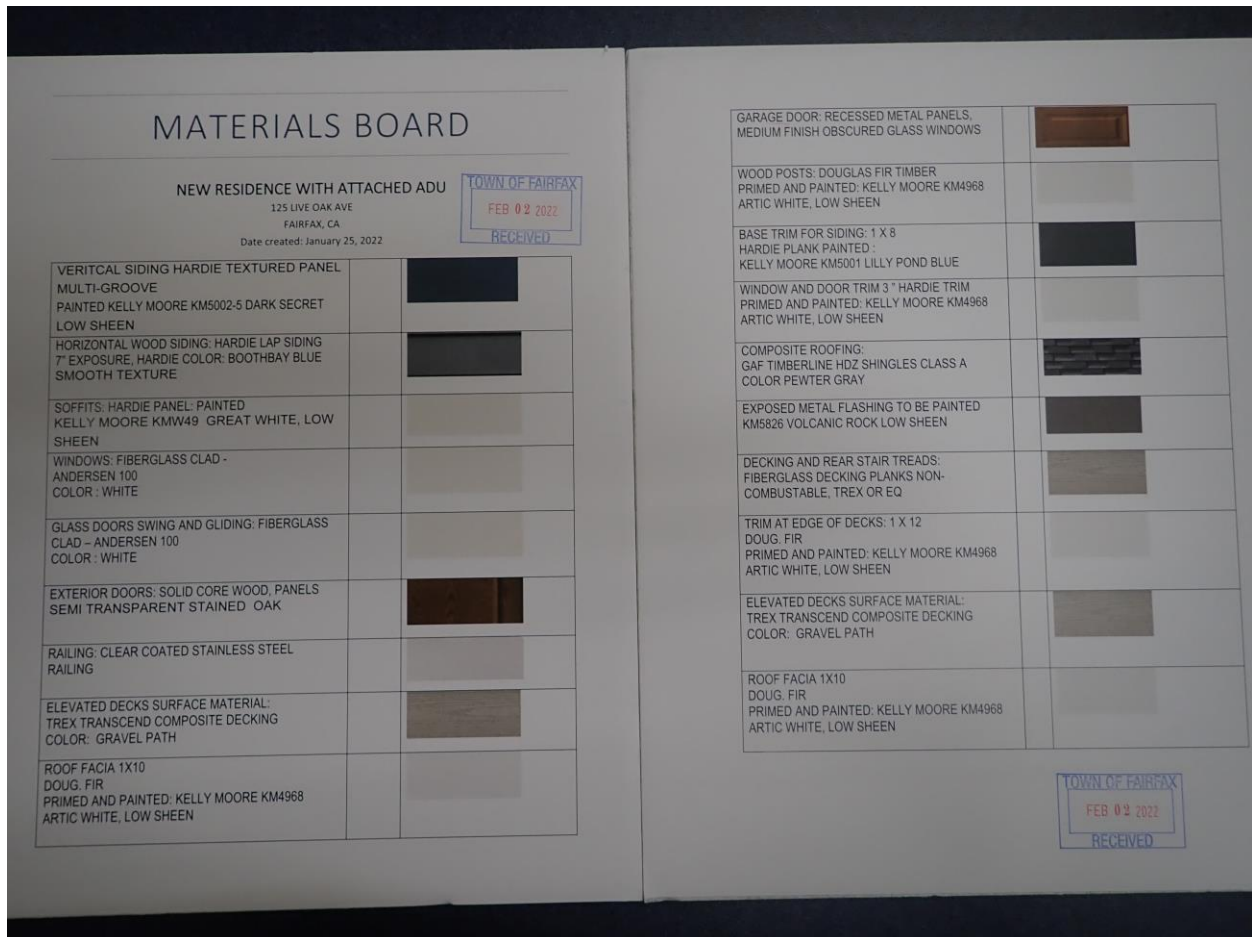 MATERIALS BOARD
NEW RESIDENCE WITH ATTACHED ADU
125 LIVE OAK AVE
FAIRFAX, CA
Date created: January 25, 2022
TOWN OF FAIRFAX
FEB 02 2022
RECEIVED
VERITCAL SIDING HARDIE TEXTURED PANEL
MULTI-GROOVE
PAINTED KELLY MOORE KM5002-5 DARK SECRET
LOW SHEEN
HORIZONTAL WOOD SIDING: HARDIE LAP SIDING
7" EXPOSURE, HARDIE COLOR: BOOTHBAY BLUE
SMOOTH TEXTURE
SOFFITS: HARDIE PANEL: PAINTED
KELLY MOORE KMW49 GREAT WHITE, LOW
SHEEN
WINDOWS: FIBERGLASS CLAD -
ANDERSEN 100
COLOR : WHITE
GLASS DOORS SWING AND GLIDING: FIBERGLASS
CLAD – ANDERSEN 100
COLOR : WHITE
EXTERIOR DOORS: SOLID CORE WOOD, PANELS
SEMI TRANSPARENT STAINED OAK
RAILING: CLEAR COATED STAINLESS STEEL
RAILING
ELEVATED DECKS SURFACE MATERIAL:
TREX TRANSCEND COMPOSITE DECKING
COLOR: GRAVEL PATH
ROOF FACIA 1X10
DOUG. FIR
PRIMED AND PAINTED: KELLY MOORE KM4968
ARTIC WHITE, LOW SHEEN
GARAGE DOOR: RECESSED METAL PANELS,
MEDIUM FINISH OBSCURED GLASS WINDOWS
WOOD POSTS: DOUGLAS FIR TIMBER
PRIMED AND PAINTED: KELLY MOORE KM4968
ARTIC WHITE, LOW SHEEN
BASE TRIM FOR SIDING: 1 X 8
HARDIE PLANK PAINTED :
KELLY MOORE KM5001 LILLY POND BLUE
WINDOW AND DOOR TRIM 3 " HARDIE TRIM
PRIMED AND PAINTED: KELLY MOORE KM4968
ARTIC WHITE, LOW SHEEN
COMPOSITE ROOFING:
GAF TIMBERLINE HDZ SHINGLES CLASS A
COLOR PEWTER GRAY
EXPOSED METAL FLASHING TO BE PAINTED
KM5826 VOLCANIC ROCK LOW SHEEN
DECKING AND REAR STAIR TREADS:
FIBERGLASS DECKING PLANKS NON-
COMBUSTABLE, TREX OR EQ
TRIM AT EDGE OF DECKS: 1 X 12
DOUG. FIR
PRIMED AND PAINTED: KELLY MOORE KM4968
ARTIC WHITE, LOW SHEEN
ELEVATED DECKS SURFACE MATERIAL:
TREX TRANSCEND COMPOSITE DECKING
COLOR: GRAVEL PATH
ROOF FACIA 1X10
DOUG. FIR
PRIMED AND PAINTED: KELLY MOORE KM4968
ARTIC WHITE, LOW SHEEN
TOWN OF FAIRFAX
FEB 02 2022
RECEIVED